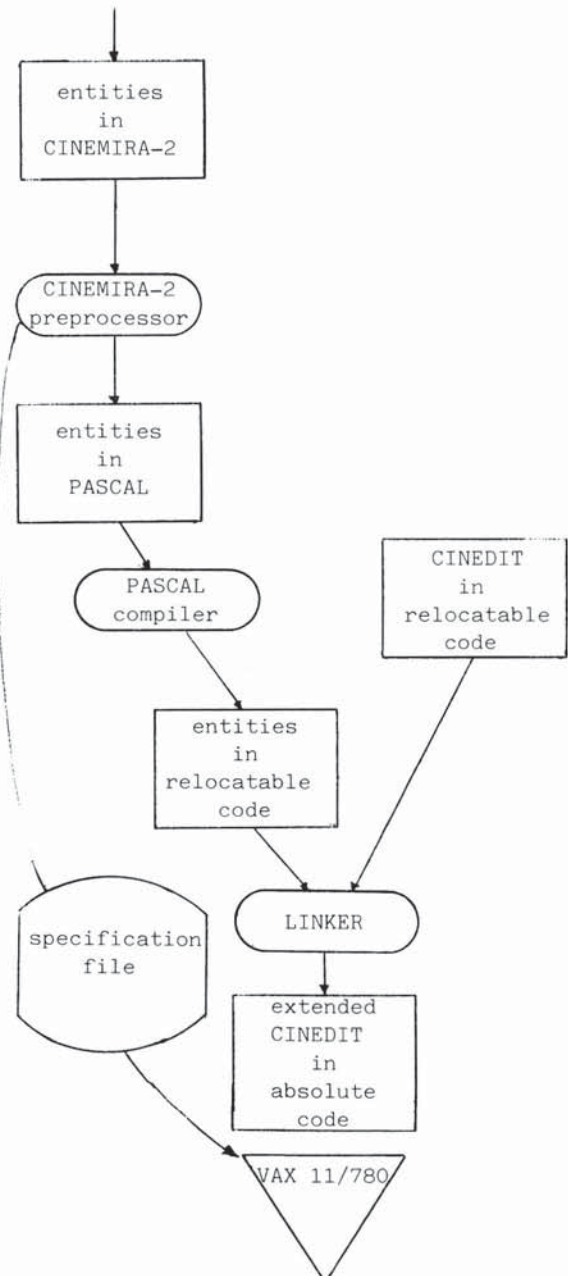 entities
in
CINEMIRA-2
CINEMIRA-2
preprocessor
entities
in
PASCAL
PASCAL
compiler
CINEDIT
in
relocatable
code
entities
in
relocatable
code
LINKER
specification
file
extended
CINEDIT
in
absolute
code
VAX 11/780